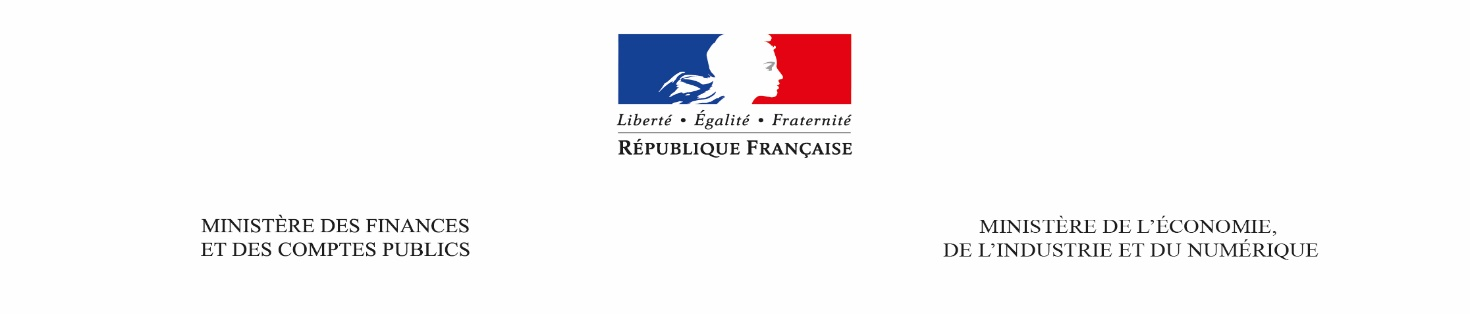 Liberté • Égalité • Fraternité
RÉPUBLIQUE FRANÇAISE
MINISTÈRE DES FINANCES
ET DES COMPTES PUBLICS
MINISTÈRE DE L’ÉCONOMIE,
DE L’INDUSTRIE ET DU NUMÉRIQUE